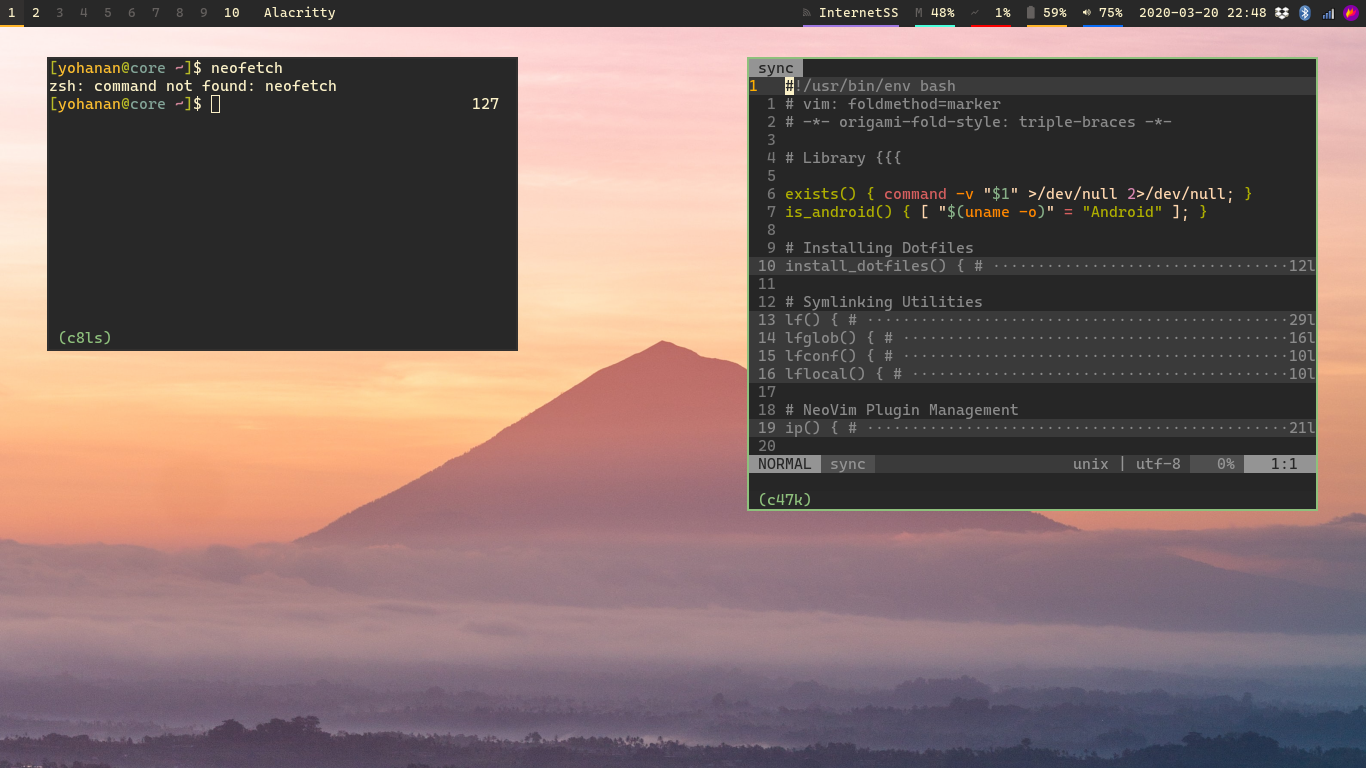 1 2 3 4 5 6 7 8 9 10 Alacritty InternetSS M 48% 1% 59% 75% 2020-03-20 22:48
[yohanan@core ~]$ neofetch
zsh: command not found: neofetch
[yohanan@core ~]$ 127
(c8ls)
sync
1 #!/usr/bin/env bash
1 # vim: foldmethod=marker
2 # -*- origami-fold-style: triple-braces -*-
3
4 # Library {{{
5
6 exists() { command -v "$1" >/dev/null 2>/dev/null; }
7 is_android() { [ "$(uname -o)" = "Android" ]; }
8
9 # Installing Dotfiles
10 install_dotfiles() { # ·································12l
11
12 # Symlinking Utilities
13 lf() { # ···············································29l
14 lfglob() { # ···········································16l
15 lfconf() { # ···········································10l
16 lflocal() { # ··········································10l
17
18 # NeoVim Plugin Management
19 ip() { # ···············································21l
20
NORMAL sync unix | utf-8 0% 1:1
(c47k)